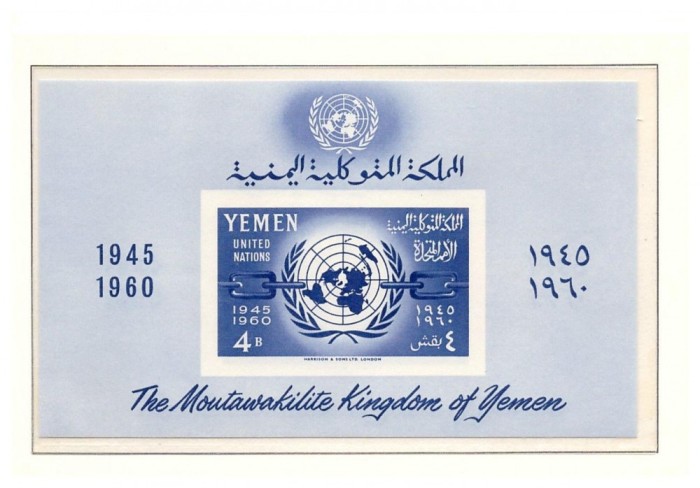 المملكة المتوكلية اليمنية
YEMEN
المملكة المتوكلية اليمنية
UNITED
NATIONS
الأمم المتحدة
1945
1960
١٩٤٥
١٩٦٠
1945
1960
١٩٤٥
١٩٦٠
4 B
٤ بقش
HARRISON & SONS LTD. LONDON
The Moutawakilite Kingdom of Yemen